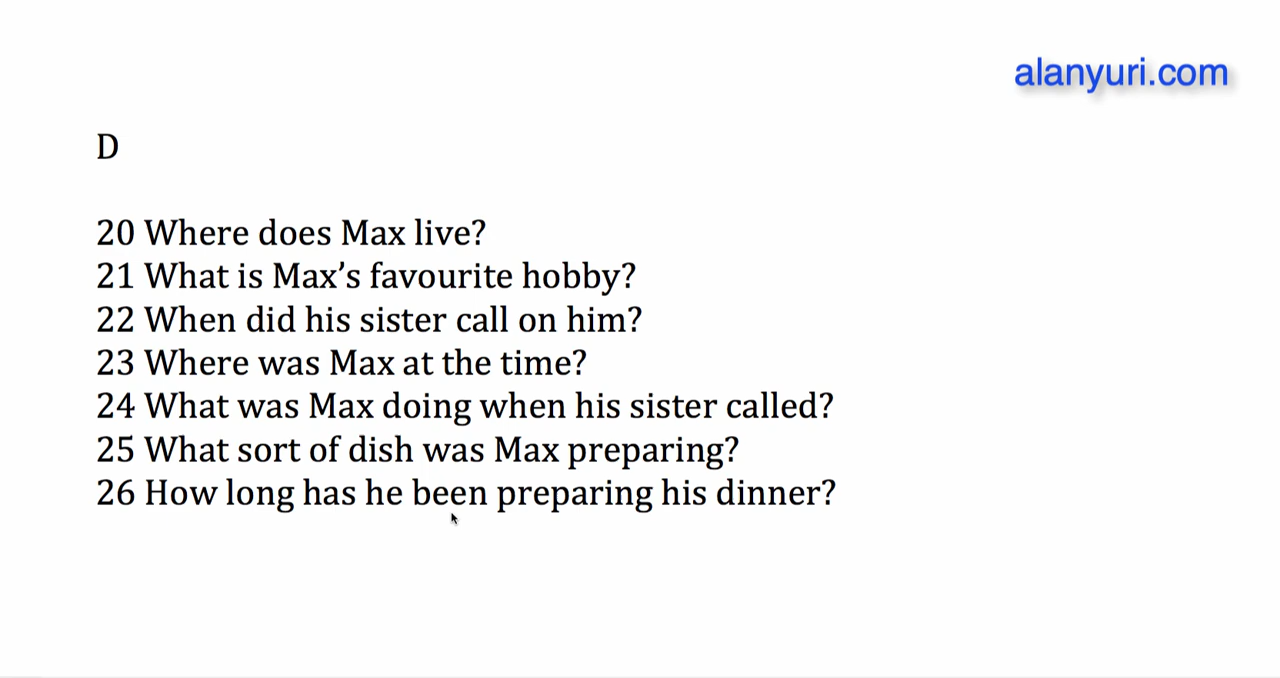 alanyuri.com
D
20 Where does Max live?
21 What is Max’s favourite hobby?
22 When did his sister call on him?
23 Where was Max at the time?
24 What was Max doing when his sister called?
25 What sort of dish was Max preparing?
26 How long has he been preparing his dinner?